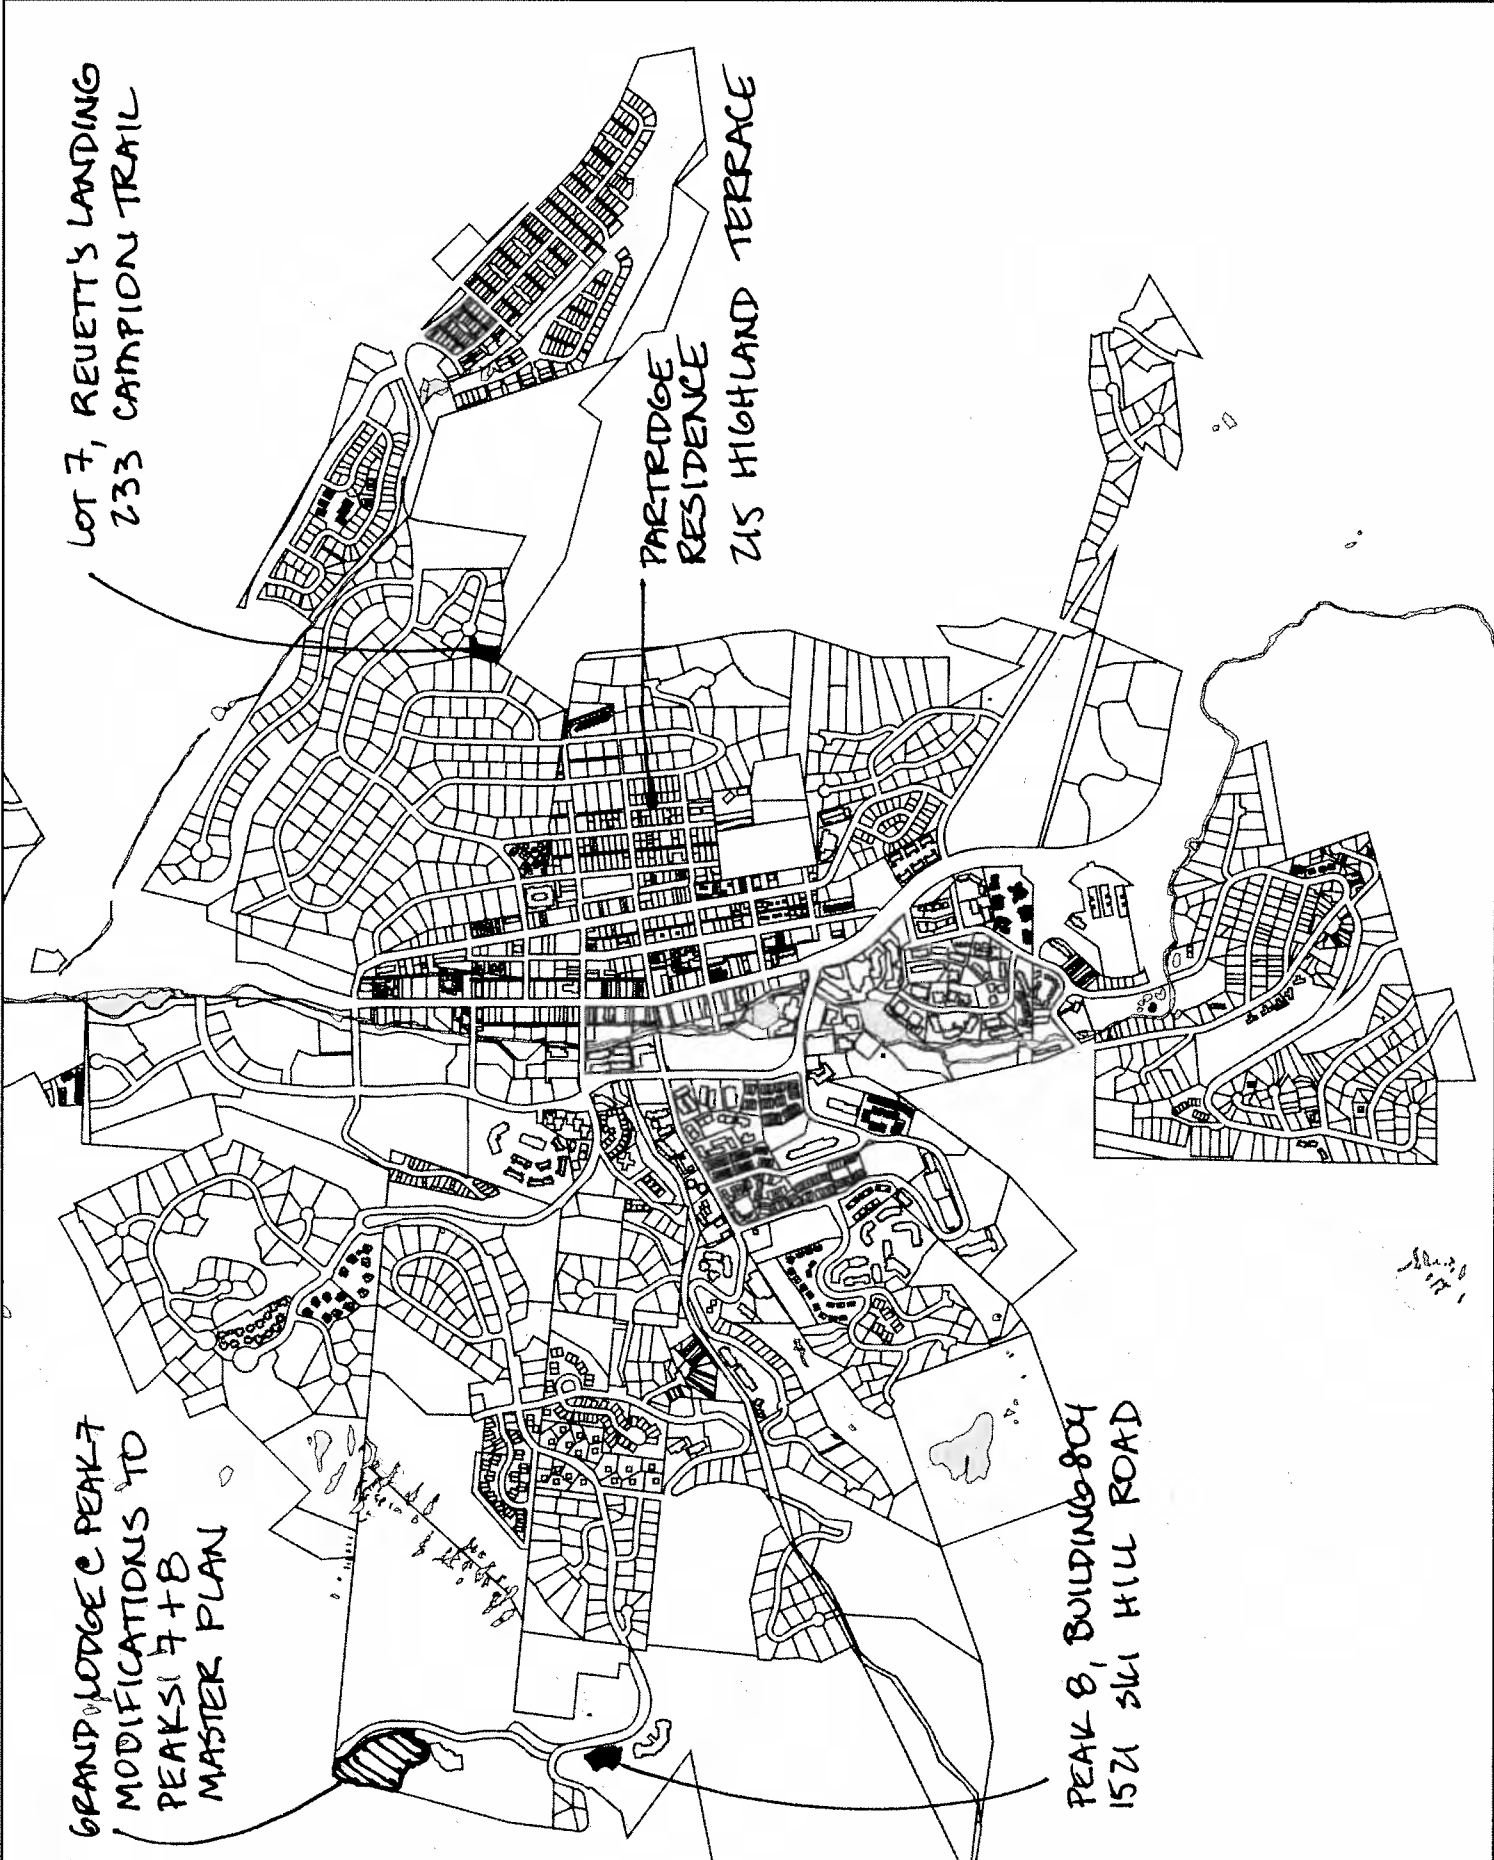 LOT 7, REUETT'S LANDING
233 CAMPION TRAIL
PARTRIDGE
RESIDENCE
215 HIGHLAND TERRACE
GRAND LODGE C PEAK 7
MODIFICATIONS TO
PEAKS 7 + 8
MASTER PLAN
PEAK 8, BUILDING 804
1521 SKI HILL ROAD